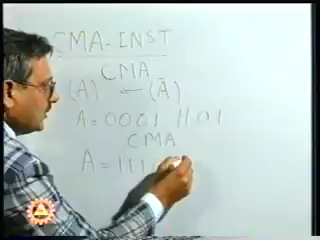 CMA-INST
CMA
(A) ← (Ā)
A = 0001 1101
CMA
A = 111